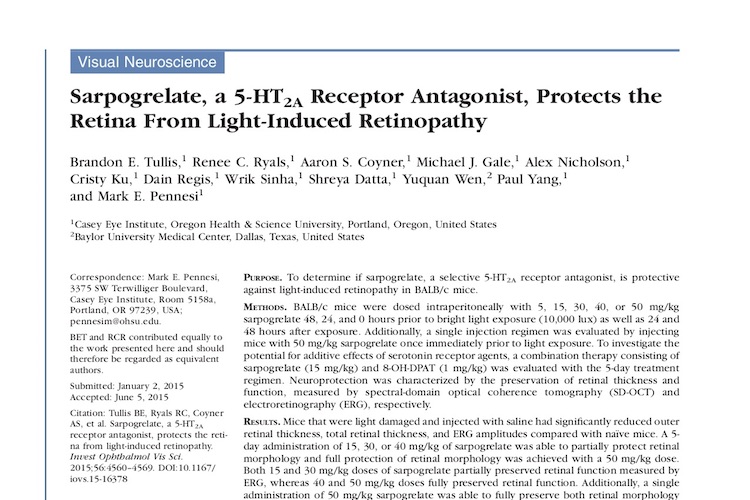 Visual Neuroscience
Sarpogrelate, a 5-HT2A Receptor Antagonist, Protects the
Retina From Light-Induced Retinopathy
Brandon E. Tullis,1 Renee C. Ryals,1 Aaron S. Coyner,1 Michael J. Gale,1 Alex Nicholson,1
Cristy Ku,1 Dain Regis,1 Wrik Sinha,1 Shreya Datta,1 Yuquan Wen,2 Paul Yang,1
and Mark E. Pennesi1
1Casey Eye Institute, Oregon Health & Science University, Portland, Oregon, United States
2Baylor University Medical Center, Dallas, Texas, United States
Correspondence: Mark E. Pennesi,
3375 SW Terwilliger Boulevard,
Casey Eye Institute, Room 5158a,
Portland, OR 97239, USA;
pennesim@ohsu.edu.
BET and RCR contributed equally to
the work presented here and should
therefore be regarded as equivalent
authors.
Submitted: January 2, 2015
Accepted: June 5, 2015
Citation: Tullis BE, Ryals RC, Coyner
AS, et al. Sarpogrelate, a 5-HT2A
receptor antagonist, protects the reti-
na from light-induced retinopathy.
Invest Ophthalmol Vis Sci.
2015;56:4560–4569. DOI:10.1167/
iovs.15-16378
PURPOSE. To determine if sarpogrelate, a selective 5-HT2A receptor antagonist, is protective
against light-induced retinopathy in BALB/c mice.
METHODS. BALB/c mice were dosed intraperitoneally with 5, 15, 30, 40, or 50 mg/kg
sarpogrelate 48, 24, and 0 hours prior to bright light exposure (10,000 lux) as well as 24 and
48 hours after exposure. Additionally, a single injection regimen was evaluated by injecting
mice with 50 mg/kg sarpogrelate once immediately prior to light exposure. To investigate the
potential for additive effects of serotonin receptor agents, a combination therapy consisting of
sarpogrelate (15 mg/kg) and 8-OH-DPAT (1 mg/kg) was evaluated with the 5-day treatment
regimen. Neuroprotection was characterized by the preservation of retinal thickness and
function, measured by spectral-domain optical coherence tomography (SD-OCT) and
electroretinography (ERG), respectively.
RESULTS. Mice that were light damaged and injected with saline had significantly reduced outer
retinal thickness, total retinal thickness, and ERG amplitudes compared with naïve mice. A 5-
day administration of 15, 30, or 40 mg/kg of sarpogrelate was able to partially protect retinal
morphology and full protection of retinal morphology was achieved with a 50 mg/kg dose.
Both 15 and 30 mg/kg doses of sarpogrelate partially preserved retinal function measured by
ERG, whereas 40 and 50 mg/kg doses fully preserved retinal function. Additionally, a single
administration of 50 mg/kg sarpogrelate was able to fully preserve both retinal morphology